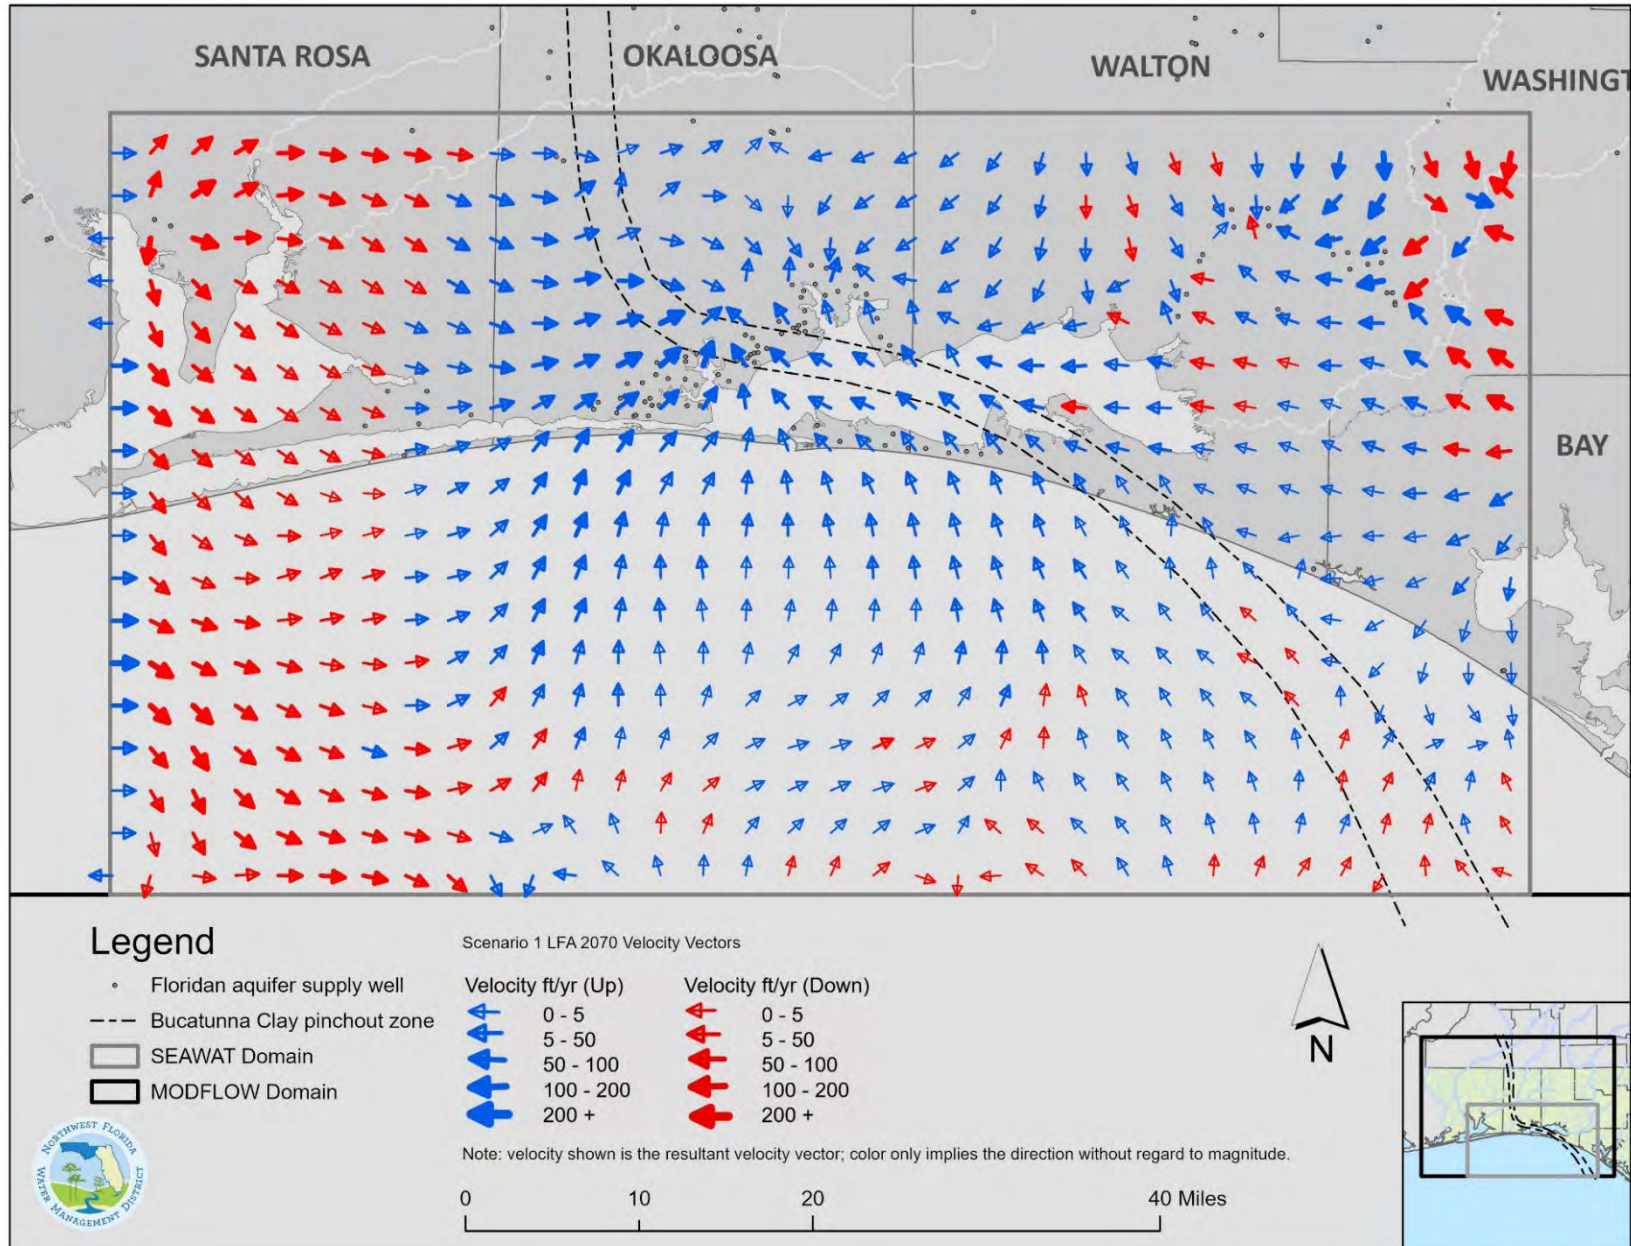 SANTA ROSA
OKALOOSA
WALTON
WASHINGT
BAY
Legend
Floridan aquifer supply well
Bucatunna Clay pinchout zone
SEAWAT Domain
MODFLOW Domain
Scenario 1 LFA 2070 Velocity Vectors
Velocity ft/yr (Up)
0 - 5
5 - 50
50 - 100
100 - 200
200 +
Velocity ft/yr (Down)
0 - 5
5 - 50
50 - 100
100 - 200
200 +
Note: velocity shown is the resultant velocity vector; color only implies the direction without regard to magnitude.
0 10 20 40 Miles
N
NORTHWEST FLORIDA
WATER MANAGEMENT DISTRICT